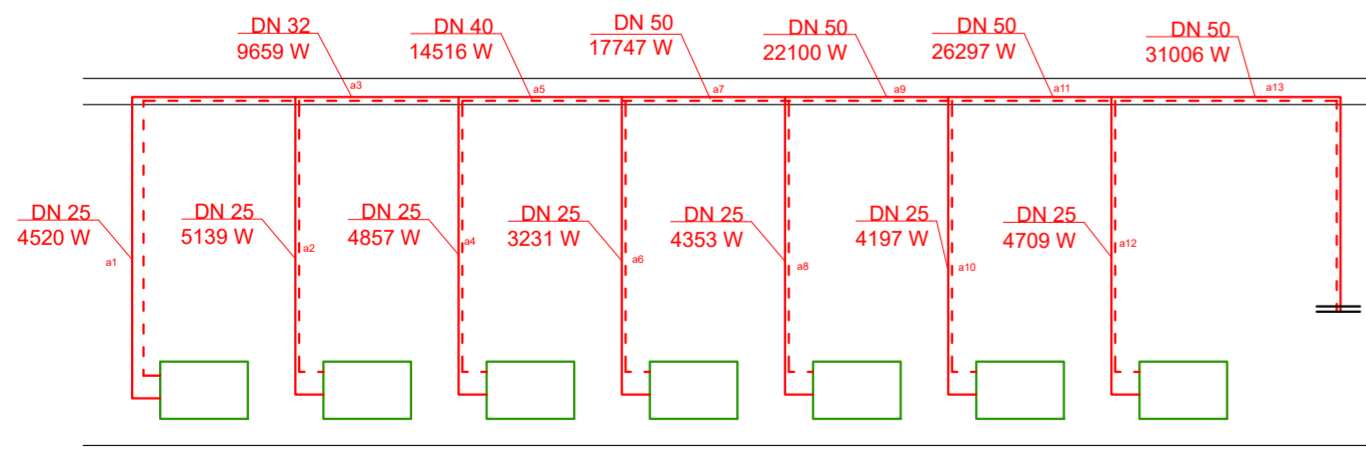 DN 32
9659 W
DN 40
14516 W
DN 50
17747 W
DN 50
22100 W
DN 50
26297 W
DN 50
31006 W
a3
a5
a7
a9
a11
a13
DN 25
4520 W
a1
DN 25
5139 W
a2
DN 25
4857 W
a4
DN 25
3231 W
a6
DN 25
4353 W
a8
DN 25
4197 W
a10
DN 25
4709 W
a12